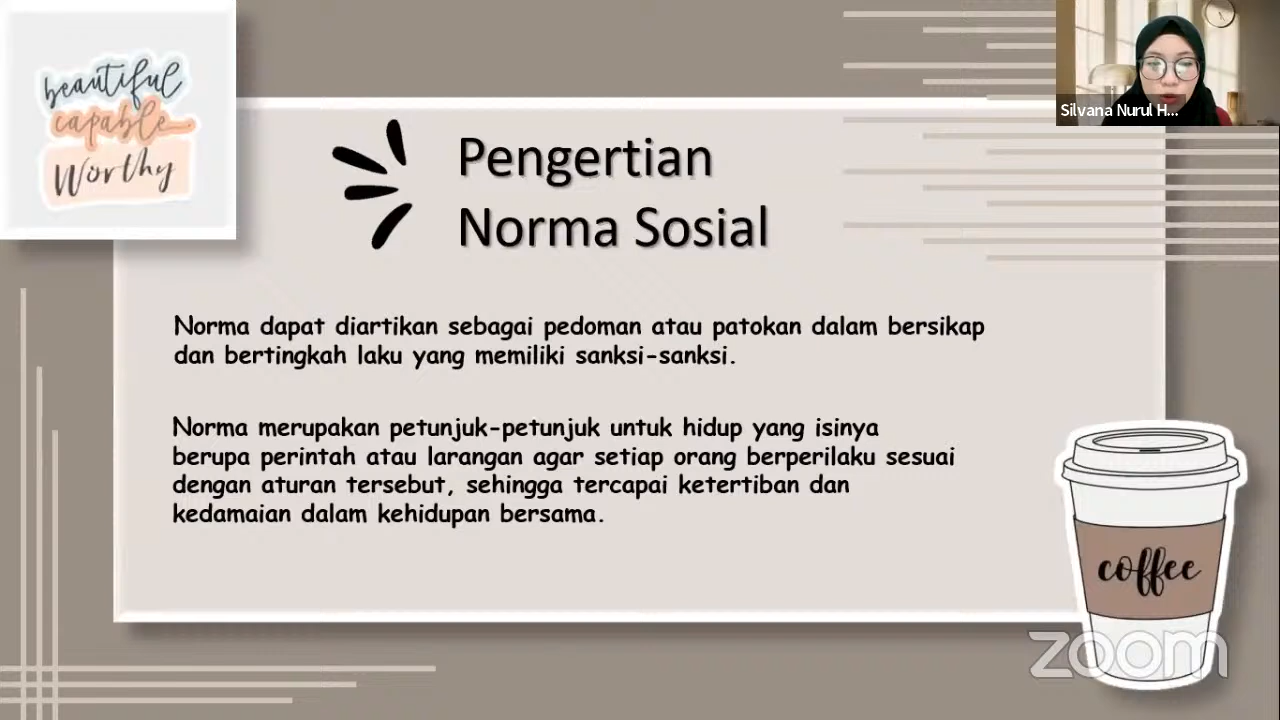 beautiful
capable
Worthy
Silvana Nurul H...
Pengertian
Norma Sosial
Norma dapat diartikan sebagai pedoman atau patokan dalam bersikap
dan bertingkah laku yang memiliki sanksi-sanksi.
Norma merupakan petunjuk-petunjuk untuk hidup yang isinya
berupa perintah atau larangan agar setiap orang berperilaku sesuai
dengan aturan tersebut, sehingga tercapai ketertiban dan
kedamaian dalam kehidupan bersama.
coffee
zoom